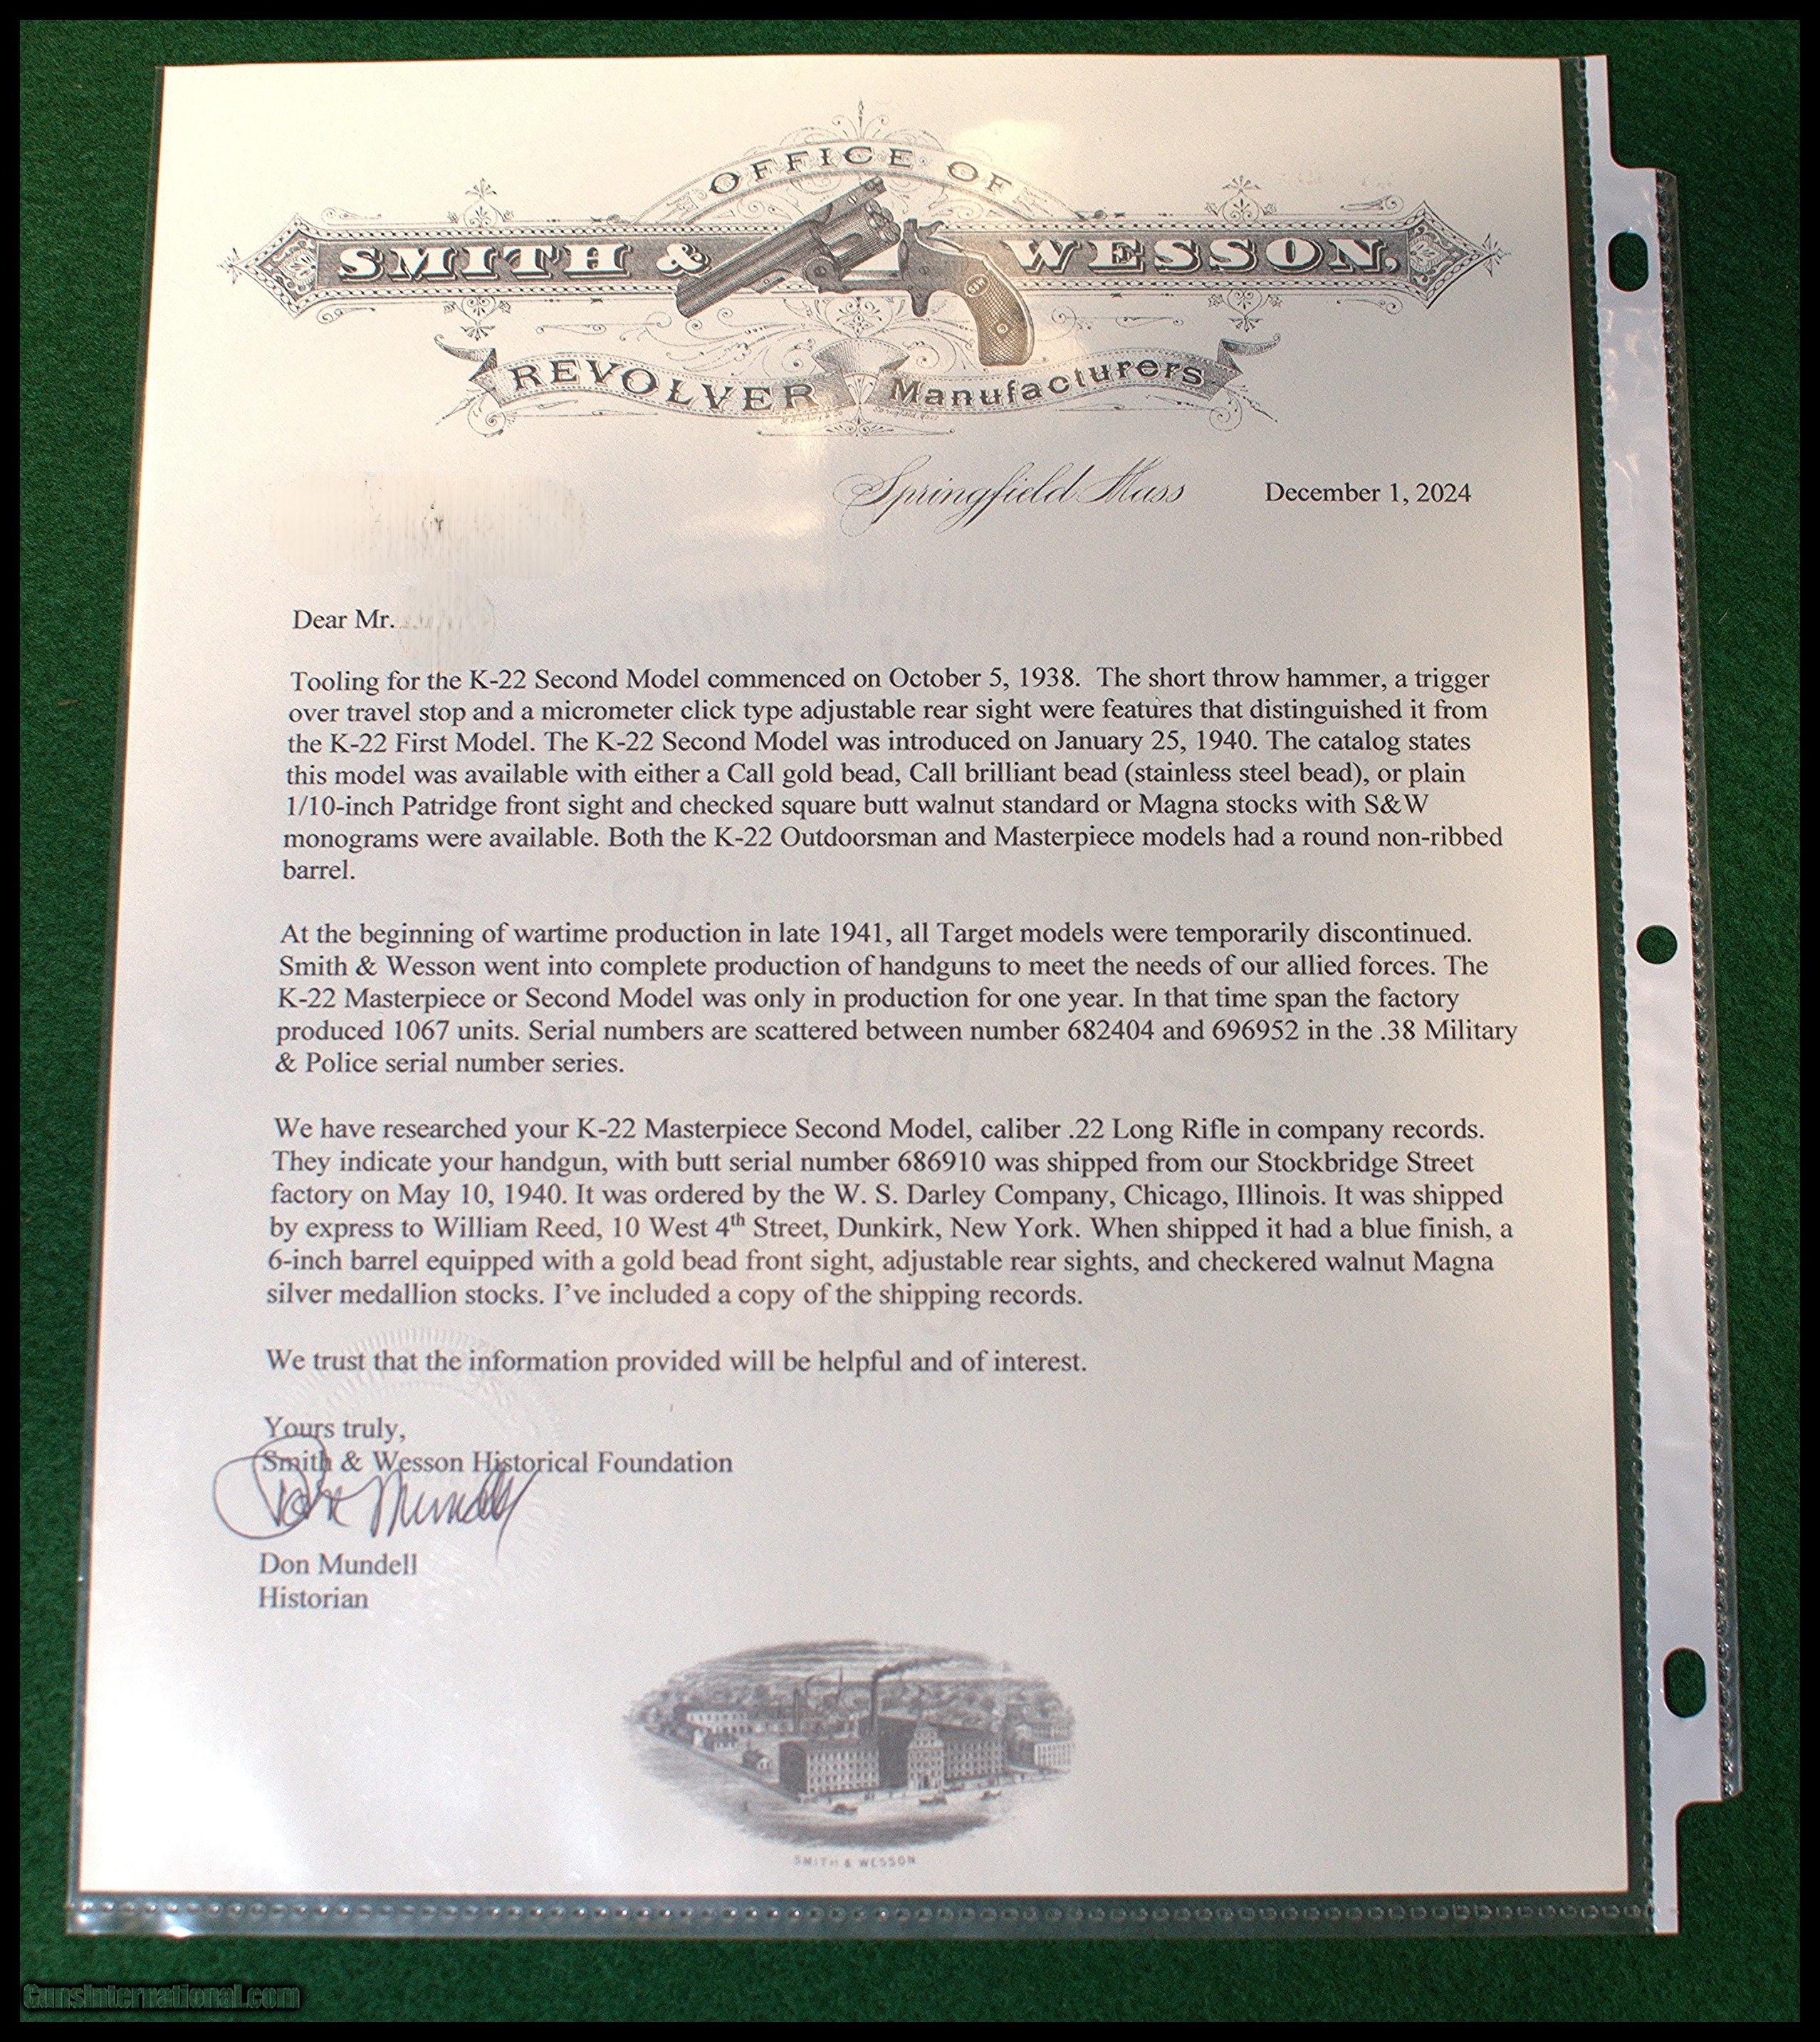 OFFICE OF
SMITH & WESSON,
REVOLVER Manufacturers
Springfield Mass December 1, 2024
Dear Mr.
Tooling for the K-22 Second Model commenced on October 5, 1938. The short throw hammer, a trigger
over travel stop and a micrometer click type adjustable rear sight were features that distinguished it from
the K-22 First Model. The K-22 Second Model was introduced on January 25, 1940. The catalog states
this model was available with either a Call gold bead, Call brilliant bead (stainless steel bead), or plain
1/10-inch Patridge front sight and checked square butt walnut standard or Magna stocks with S&W
monograms were available. Both the K-22 Outdoorsman and Masterpiece models had a round non-ribbed
barrel.
At the beginning of wartime production in late 1941, all Target models were temporarily discontinued.
Smith & Wesson went into complete production of handguns to meet the needs of our allied forces. The
K-22 Masterpiece or Second Model was only in production for one year. In that time span the factory
produced 1067 units. Serial numbers are scattered between number 682404 and 696952 in the .38 Military
& Police serial number series.
We have researched your K-22 Masterpiece Second Model, caliber .22 Long Rifle in company records.
They indicate your handgun, with butt serial number 686910 was shipped from our Stockbridge Street
factory on May 10, 1940. It was ordered by the W. S. Darley Company, Chicago, Illinois. It was shipped
by express to William Reed, 10 West 4th Street, Dunkirk, New York. When shipped it had a blue finish, a
6-inch barrel equipped with a gold bead front sight, adjustable rear sights, and checkered walnut Magna
silver medallion stocks. I've included a copy of the shipping records.
We trust that the information provided will be helpful and of interest.
Yours truly,
Smith & Wesson Historical Foundation
Don Mundell
Don Mundell
Historian
SMITH & WESSON
GunsInternational.com